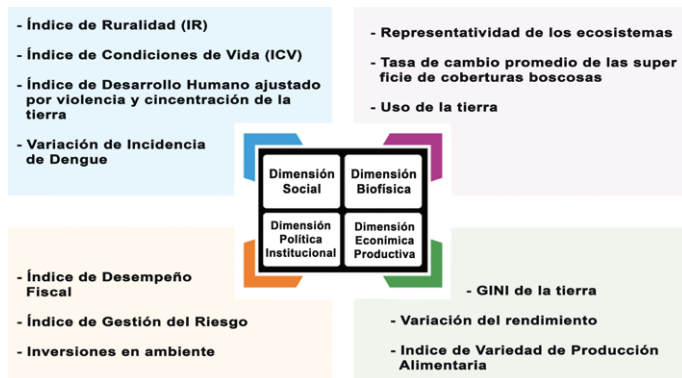 - Índice de Ruralidad (IR)
- Índice de Condiciones de Vida (ICV)
- Índice de Desarrollo Humano ajustado
por violencia y cincentración de la
tierra
- Variación de Incidencia
de Dengue
- Representatividad de los ecosistemas
- Tasa de cambio promedio de las super
ficie de coberturas boscosas
- Uso de la tierra
Dimensión
Social
Dimensión
Biofísica
Dimensión
Política
Institucional
Dimensión
Econímica
Productiva
- Índice de Desempeño
Fiscal
- Índice de Gestión del Riesgo
- Inversiones en ambiente
- GINI de la tierra
- Variación del rendimiento
- Indice de Variedad de Producción
Alimentaria